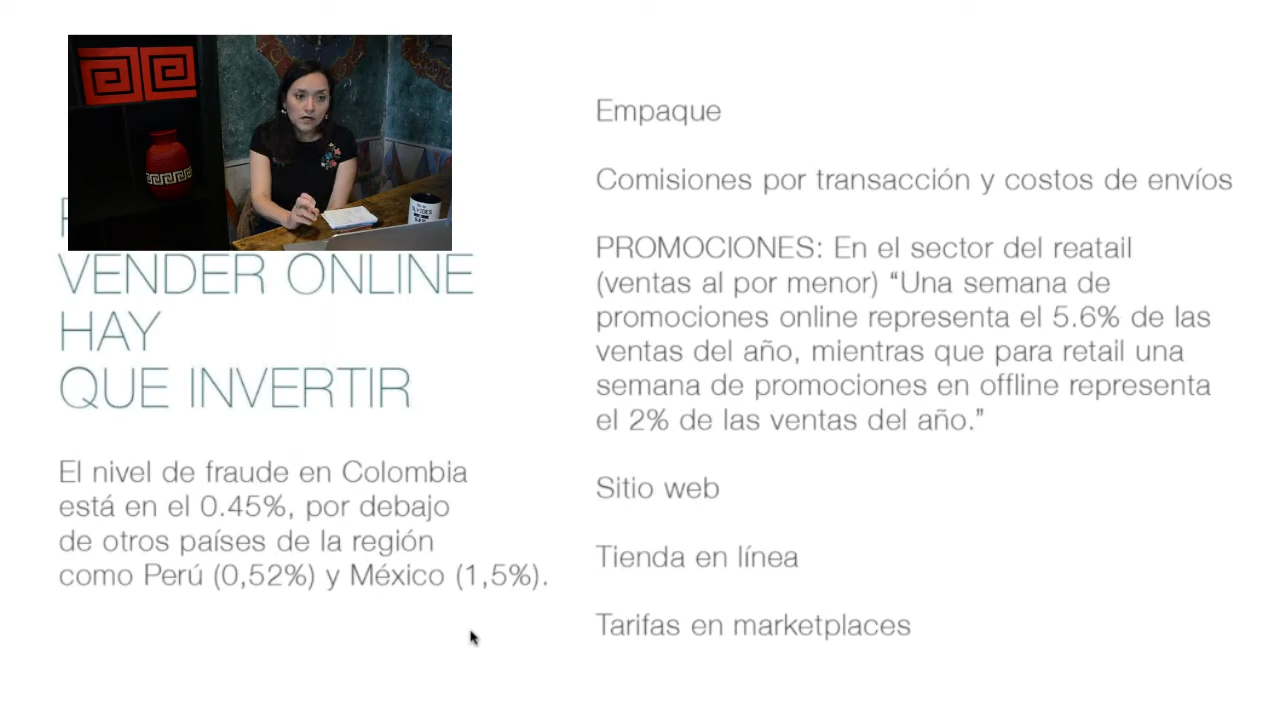 VENDER ONLINE
HAY
QUE INVERTIR
El nivel de fraude en Colombia
está en el 0.45%, por debajo
de otros países de la región
como Perú (0,52%) y México (1,5%).
Empaque
Comisiones por transacción y costos de envíos
PROMOCIONES: En el sector del reatail
(ventas al por menor) “Una semana de
promociones online representa el 5.6% de las
ventas del año, mientras que para retail una
semana de promociones en offline representa
el 2% de las ventas del año.”
Sitio web
Tienda en línea
Tarifas en marketplaces